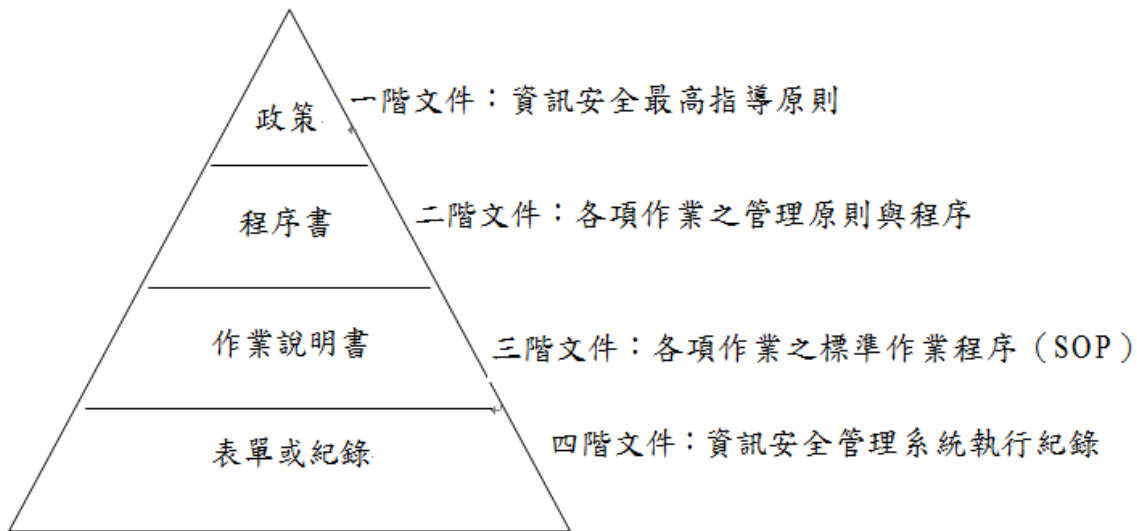 政策
一階文件：資訊安全最高指導原則
程序書
二階文件：各項作業之管理原則與程序
作業說明書
三階文件：各項作業之標準作業程序（SOP）
表單或紀錄
四階文件：資訊安全管理系統執行紀錄